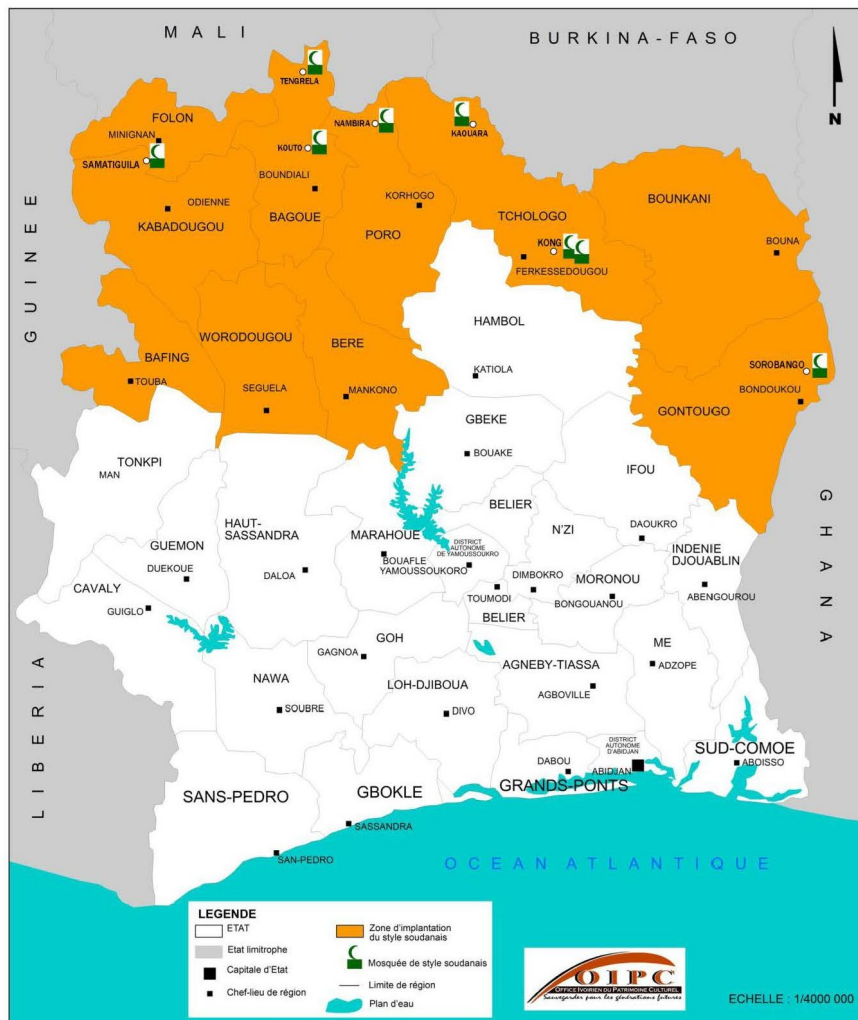 MALI
BURKINA-FASO
N
TENGRELA
FOLON
MINIGNAN
NAMBIRA
KAOUARA
SAMATIGUILA
KOUTO
BOUNDIALI
ODIENNE
KABADOUGOU
BAGOUE
KORHOGO
PORO
TCHOLOGO
KONG
FERKESSEDOUGOU
BOUNKANI
BOUNA
GUINEE
HAMBOL
KATIOLA
WORODOUGOU
BERE
BAFING
TOUBA
SEGUELA
MANKONO
SOROBANGO
BONDOUKOU
GONTOUGO
GBEKE
BOUAKE
TONKPI
MAN
IFOU
BELIER
HAUT-
SASSANDRA
MARAHOUE
N'ZI
DAOUKRO
DISTRICT
AUTONOME
DE YAMOUSSOUKRO
GUEMON
BOUAFLE
YAMOUSSOUKORO
INDENIE
DJOUABLIN
DUEKOUE
DALOA
CAVALY
GUIGLO
TOUMODI
DIMBOKRO
MORONOU
BONGOUANOU
ABENGOUROU
GHANA
BELIER
GOH
GAGNOA
ME
ADZOPE
AGNEBY-TIASSA
AGBOVILLE
NAWA
SOUBRE
LOH-DJIBOUA
DIVO
LIBERIA
DISTRICT
AUTONOME
D'ABIDJAN
SUD-COMOE
ABOISSO
DABOU
ABIDJAN
GRANDS-PONTS
SANS-PEDRO
GBOKLE
SASSANDRA
SAN-PEDRO
OCEAN ATLANTIQUE
LEGENDE
ETAT
Etat limitrophe
Capitale d'Etat
Chef-lieu de région
Zone d'implantation
du style soudanais
Mosquée de style soudanais
Limite de région
Plan d'eau
OIPC
OFFICE IVOIRIEN DU PATRIMOINE CULTUREL
Sauvegarder pour les générations futures
ECHELLE : 1/4000 000